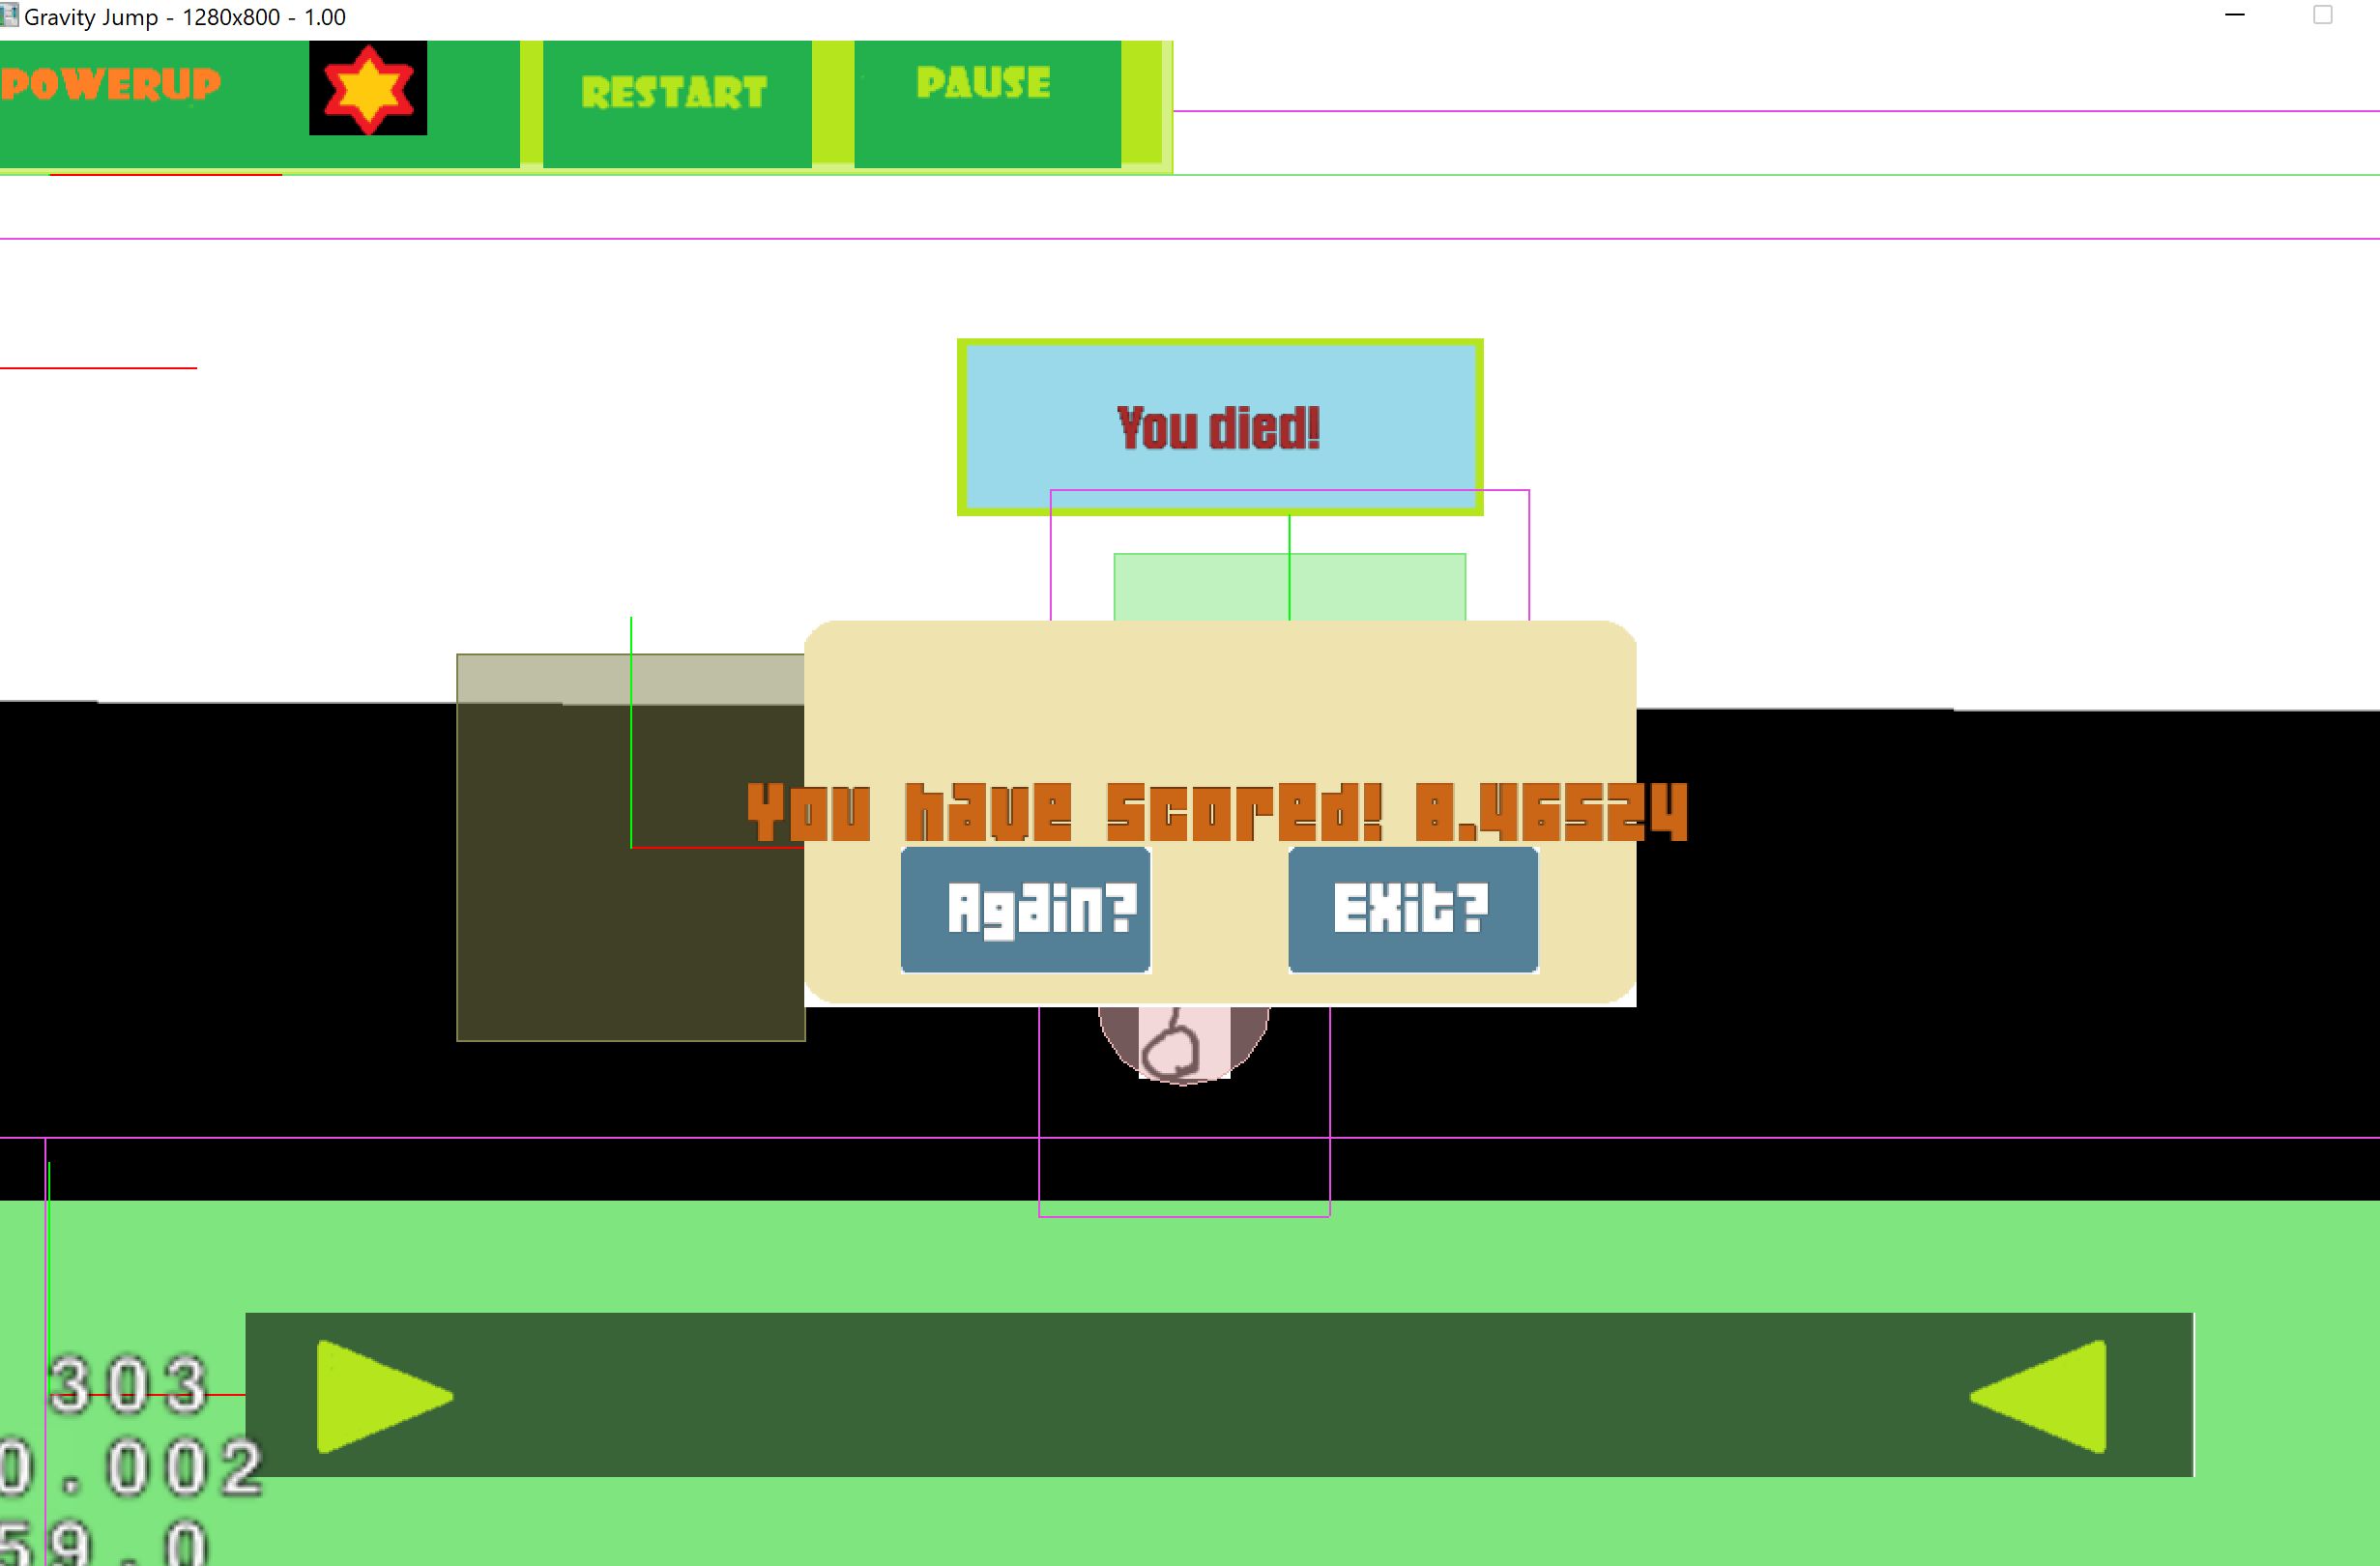 Gravity Jump - 1280x800 - 1.00
POWERUP
RESTART
PAUSE
You died!
You have Scored! 8.46524
Again?
EXit?
303
0.002
59.0